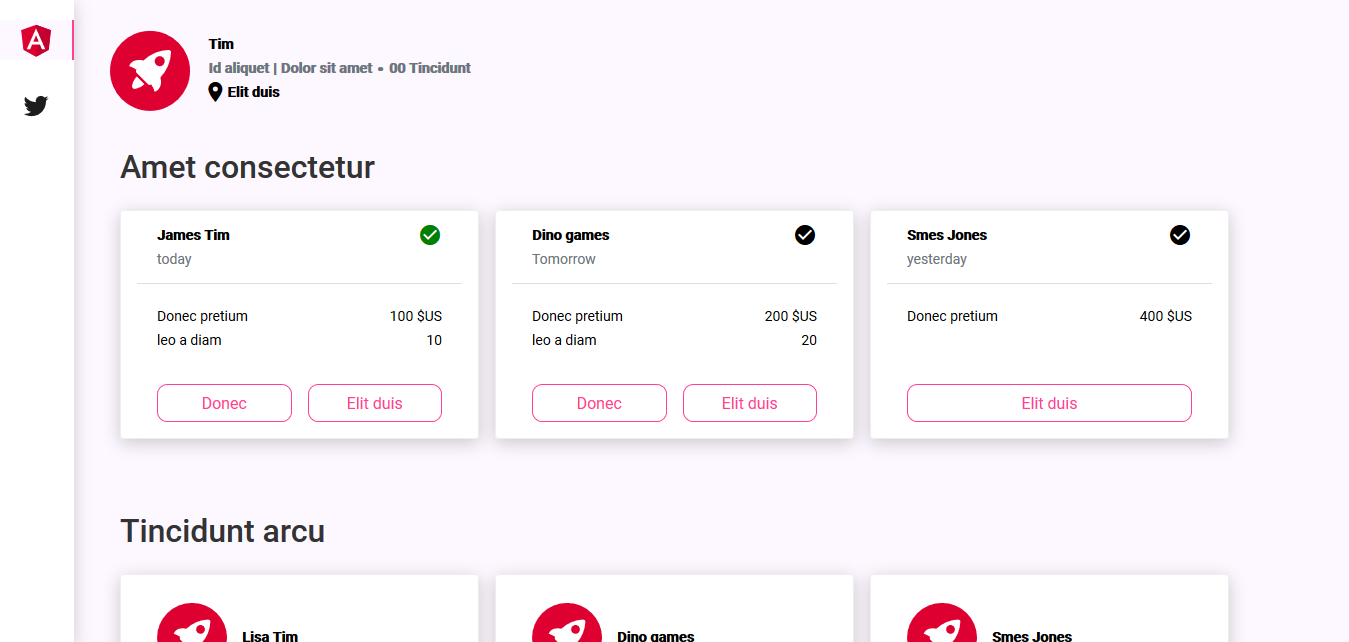 Tim
Id aliquet | Dolor sit amet • 00 Tincidunt
Elit duis
Amet consectetur
James Tim
today
Donec pretium 100 $US
leo a diam 10
Donec Elit duis
Dino games
Tomorrow
Donec pretium 200 $US
leo a diam 20
Donec Elit duis
Smes Jones
yesterday
Donec pretium 400 $US
Elit duis
Tincidunt arcu
Lisa Tim
Dino games
Smes Jones